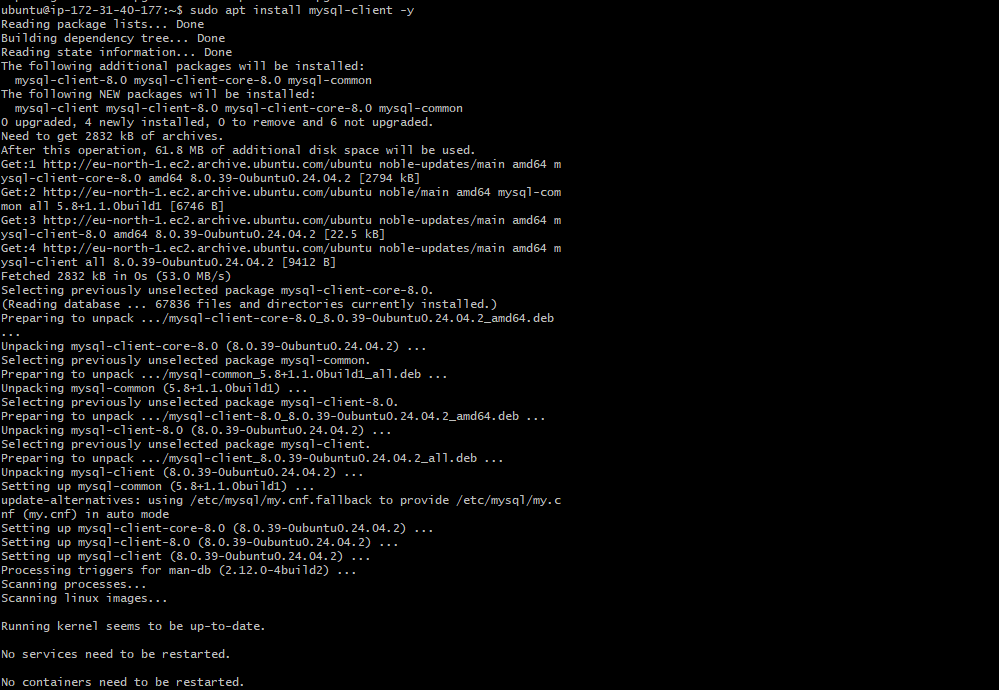 ubuntu@ip-172-31-40-177:~$ sudo apt install mysql-client -y
Reading package lists... Done
Building dependency tree... Done
Reading state information... Done
The following additional packages will be installed:
  mysql-client-8.0 mysql-client-core-8.0 mysql-common
The following NEW packages will be installed:
  mysql-client mysql-client-8.0 mysql-client-core-8.0 mysql-common
0 upgraded, 4 newly installed, 0 to remove and 6 not upgraded.
Need to get 2832 kB of archives.
After this operation, 61.8 MB of additional disk space will be used.
Get:1 http://eu-north-1.ec2.archive.ubuntu.com/ubuntu noble-updates/main amd64 m
ysql-client-core-8.0 amd64 8.0.39-0ubuntu0.24.04.2 [2794 kB]
Get:2 http://eu-north-1.ec2.archive.ubuntu.com/ubuntu noble/main amd64 mysql-com
mon all 5.8+1.1.0build1 [6746 B]
Get:3 http://eu-north-1.ec2.archive.ubuntu.com/ubuntu noble-updates/main amd64 m
ysql-client-8.0 amd64 8.0.39-0ubuntu0.24.04.2 [22.5 kB]
Get:4 http://eu-north-1.ec2.archive.ubuntu.com/ubuntu noble-updates/main amd64 m
ysql-client all 8.0.39-0ubuntu0.24.04.2 [9412 B]
Fetched 2832 kB in 0s (53.0 MB/s)
Selecting previously unselected package mysql-client-core-8.0.
(Reading database ... 67836 files and directories currently installed.)
Preparing to unpack .../mysql-client-core-8.0_8.0.39-0ubuntu0.24.04.2_amd64.deb
...
Unpacking mysql-client-core-8.0 (8.0.39-0ubuntu0.24.04.2) ...
Selecting previously unselected package mysql-common.
Preparing to unpack .../mysql-common_5.8+1.1.0build1_all.deb ...
Unpacking mysql-common (5.8+1.1.0build1) ...
Selecting previously unselected package mysql-client-8.0.
Preparing to unpack .../mysql-client-8.0_8.0.39-0ubuntu0.24.04.2_amd64.deb ...
Unpacking mysql-client-8.0 (8.0.39-0ubuntu0.24.04.2) ...
Selecting previously unselected package mysql-client.
Preparing to unpack .../mysql-client_8.0.39-0ubuntu0.24.04.2_all.deb ...
Unpacking mysql-client (8.0.39-0ubuntu0.24.04.2) ...
Setting up mysql-common (5.8+1.1.0build1) ...
update-alternatives: using /etc/mysql/my.cnf.fallback to provide /etc/mysql/my.c
nf (my.cnf) in auto mode
Setting up mysql-client-core-8.0 (8.0.39-0ubuntu0.24.04.2) ...
Setting up mysql-client-8.0 (8.0.39-0ubuntu0.24.04.2) ...
Setting up mysql-client (8.0.39-0ubuntu0.24.04.2) ...
Processing triggers for man-db (2.12.0-4build2) ...
Scanning processes...
Scanning linux images...

Running kernel seems to be up-to-date.

No services need to be restarted.

No containers need to be restarted.